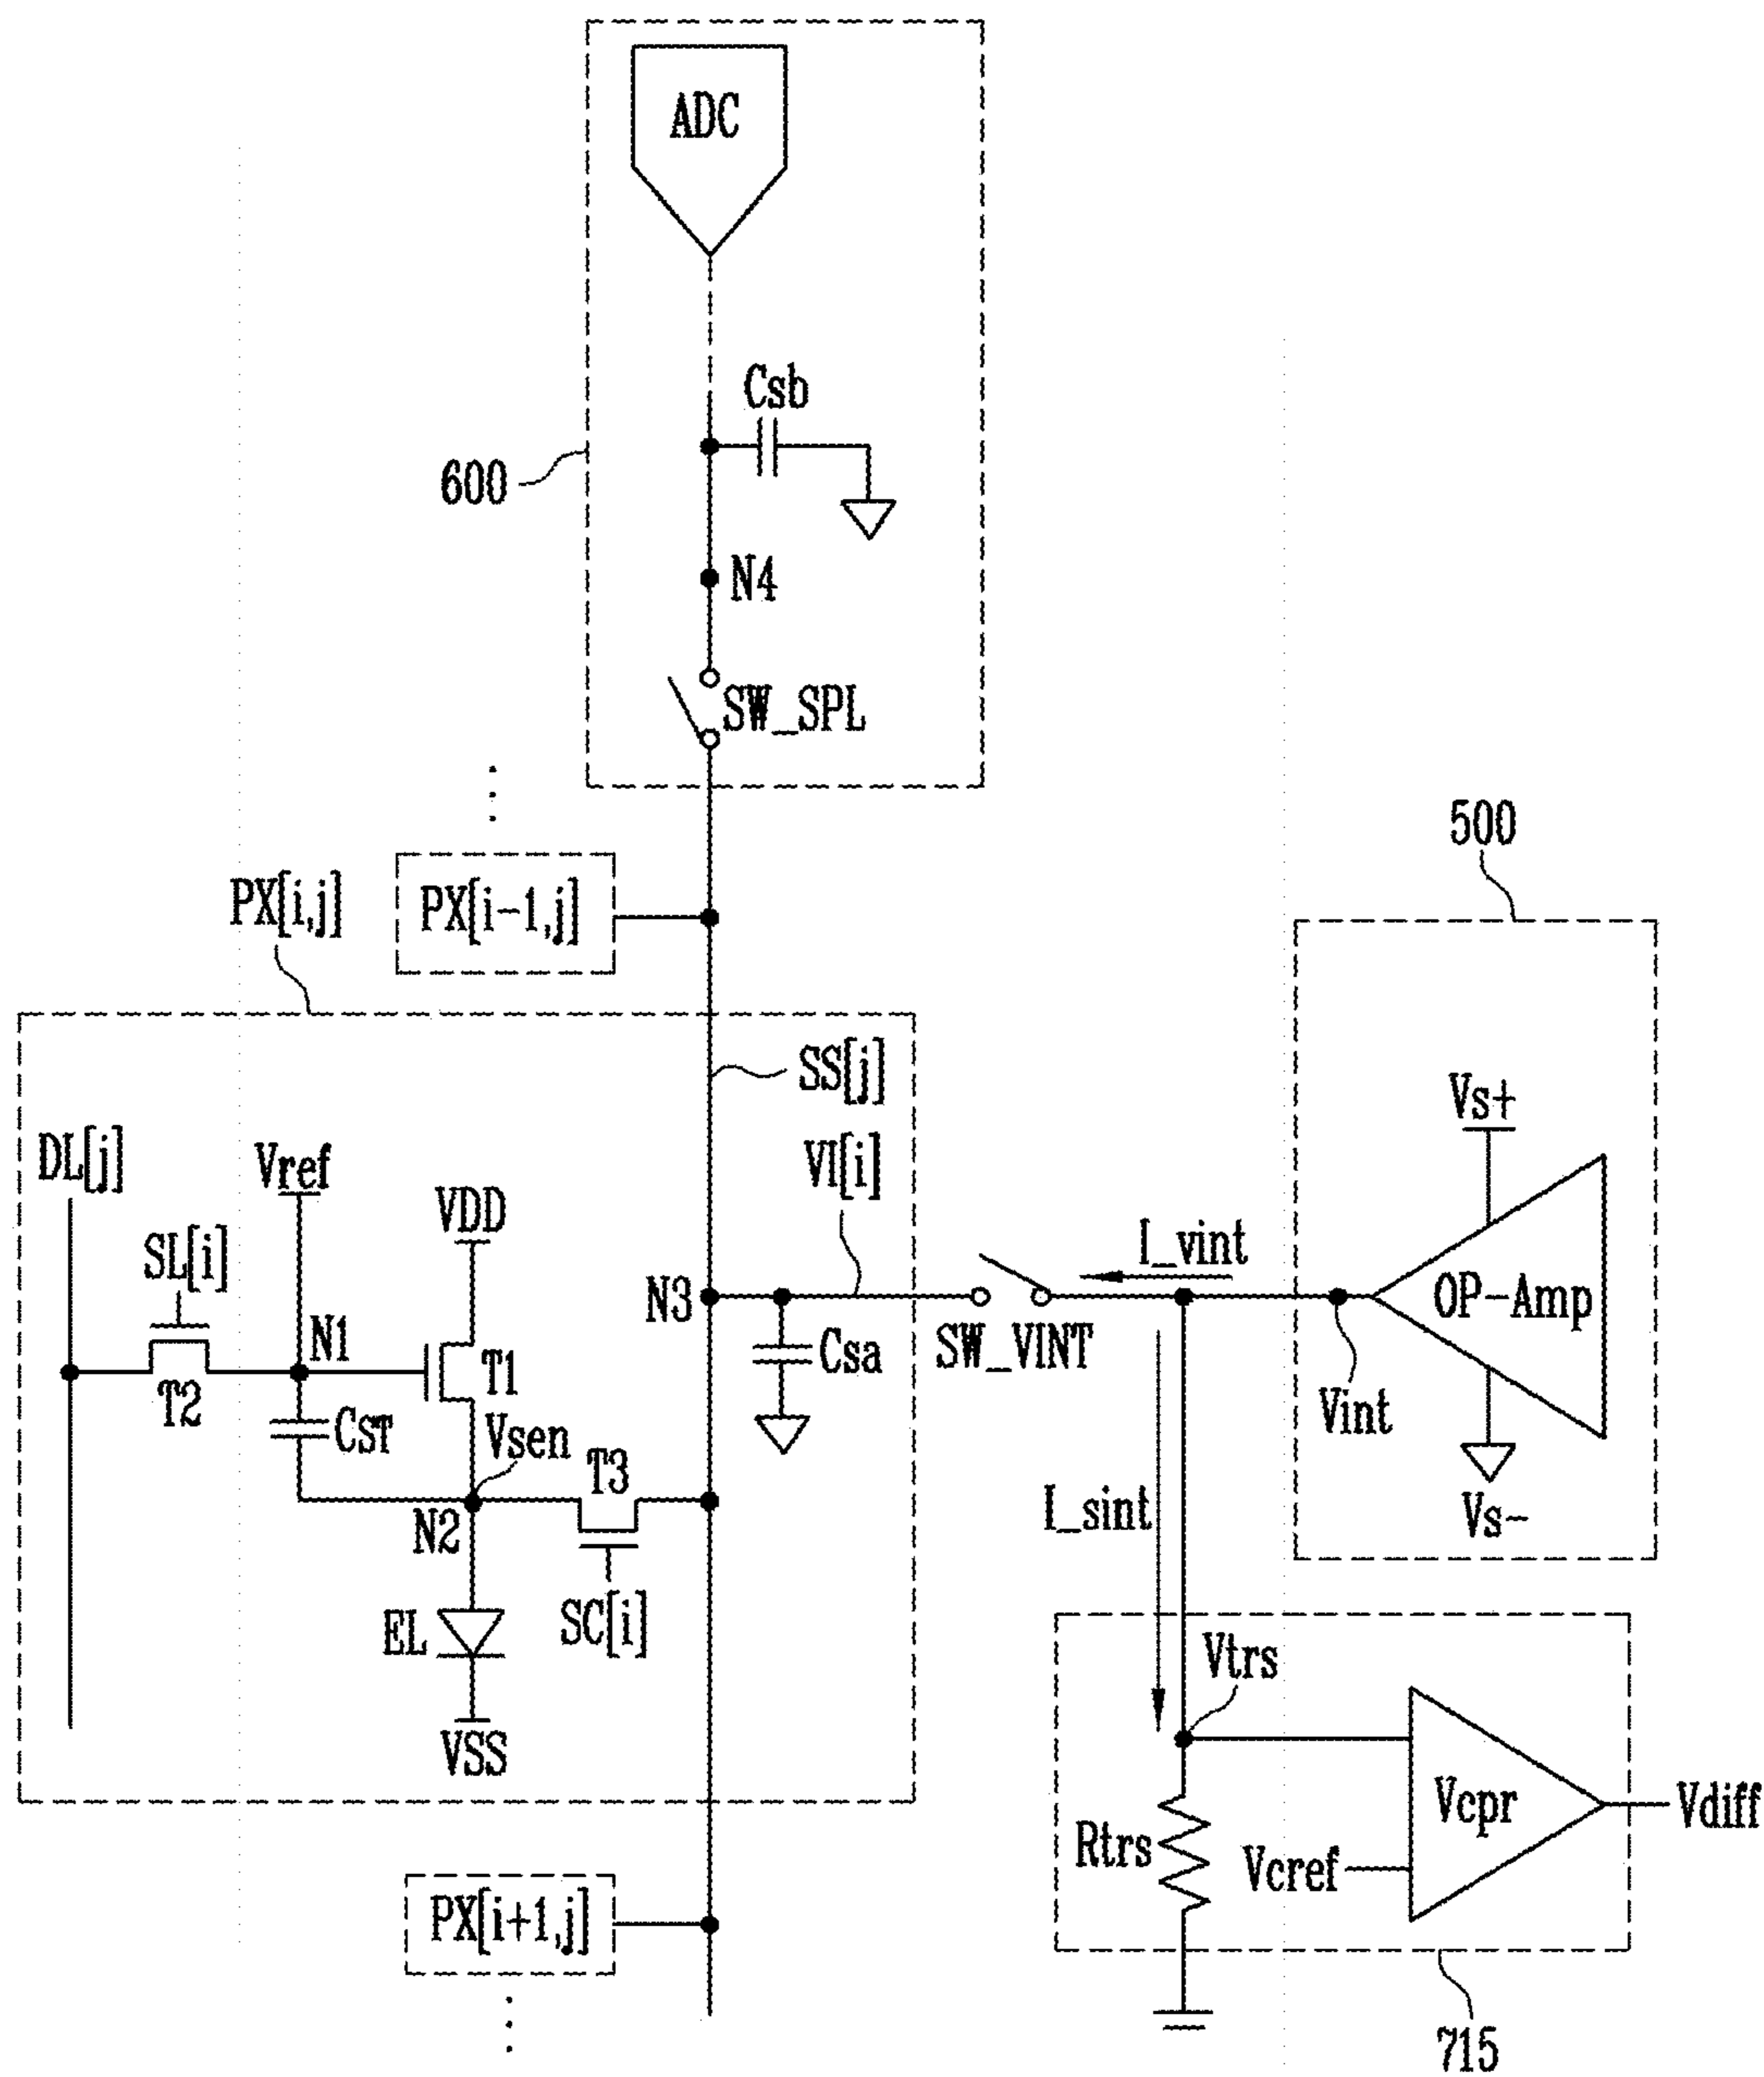 ADC
Csb
600
N4
SW_SPL
500
PX[i,j]
PX[i-1,j]
SS[j]
Vs+
DL[j]
Vref
VI[i]
VDD
SL[i]
I_vint
N3
OP-Amp
N1
T1
Csa
SW_VINT
T2
Vint
CST
Vsen
T3
I_sint
Vs-
N2
EL
SC[i]
Vtrs
VSS
Vcpr
Vdiff
Rtrs
Vcref
PX[i+1,j]
715